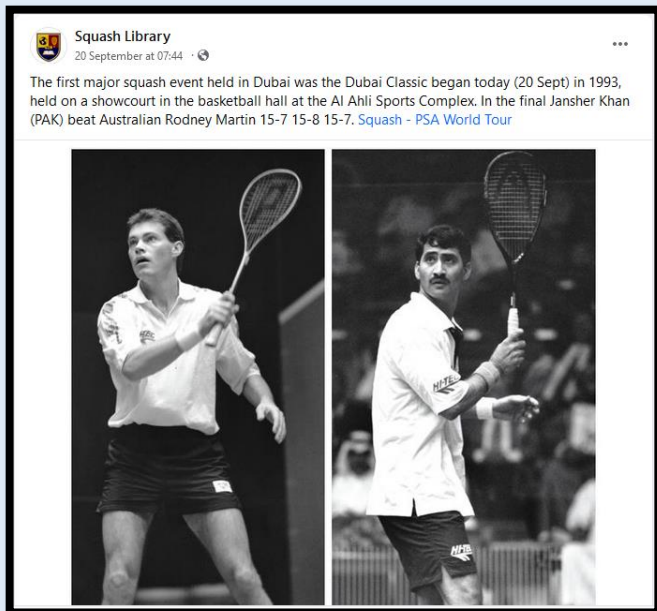 Squash Library
20 September at 07:44 ·
The first major squash event held in Dubai was the Dubai Classic began today (20 Sept) in 1993,
held on a showcourt in the basketball hall at the Al Ahli Sports Complex. In the final Jansher Khan
(PAK) beat Australian Rodney Martin 15-7 15-8 15-7. Squash - PSA World Tour
HI-TEC
HI-TEC